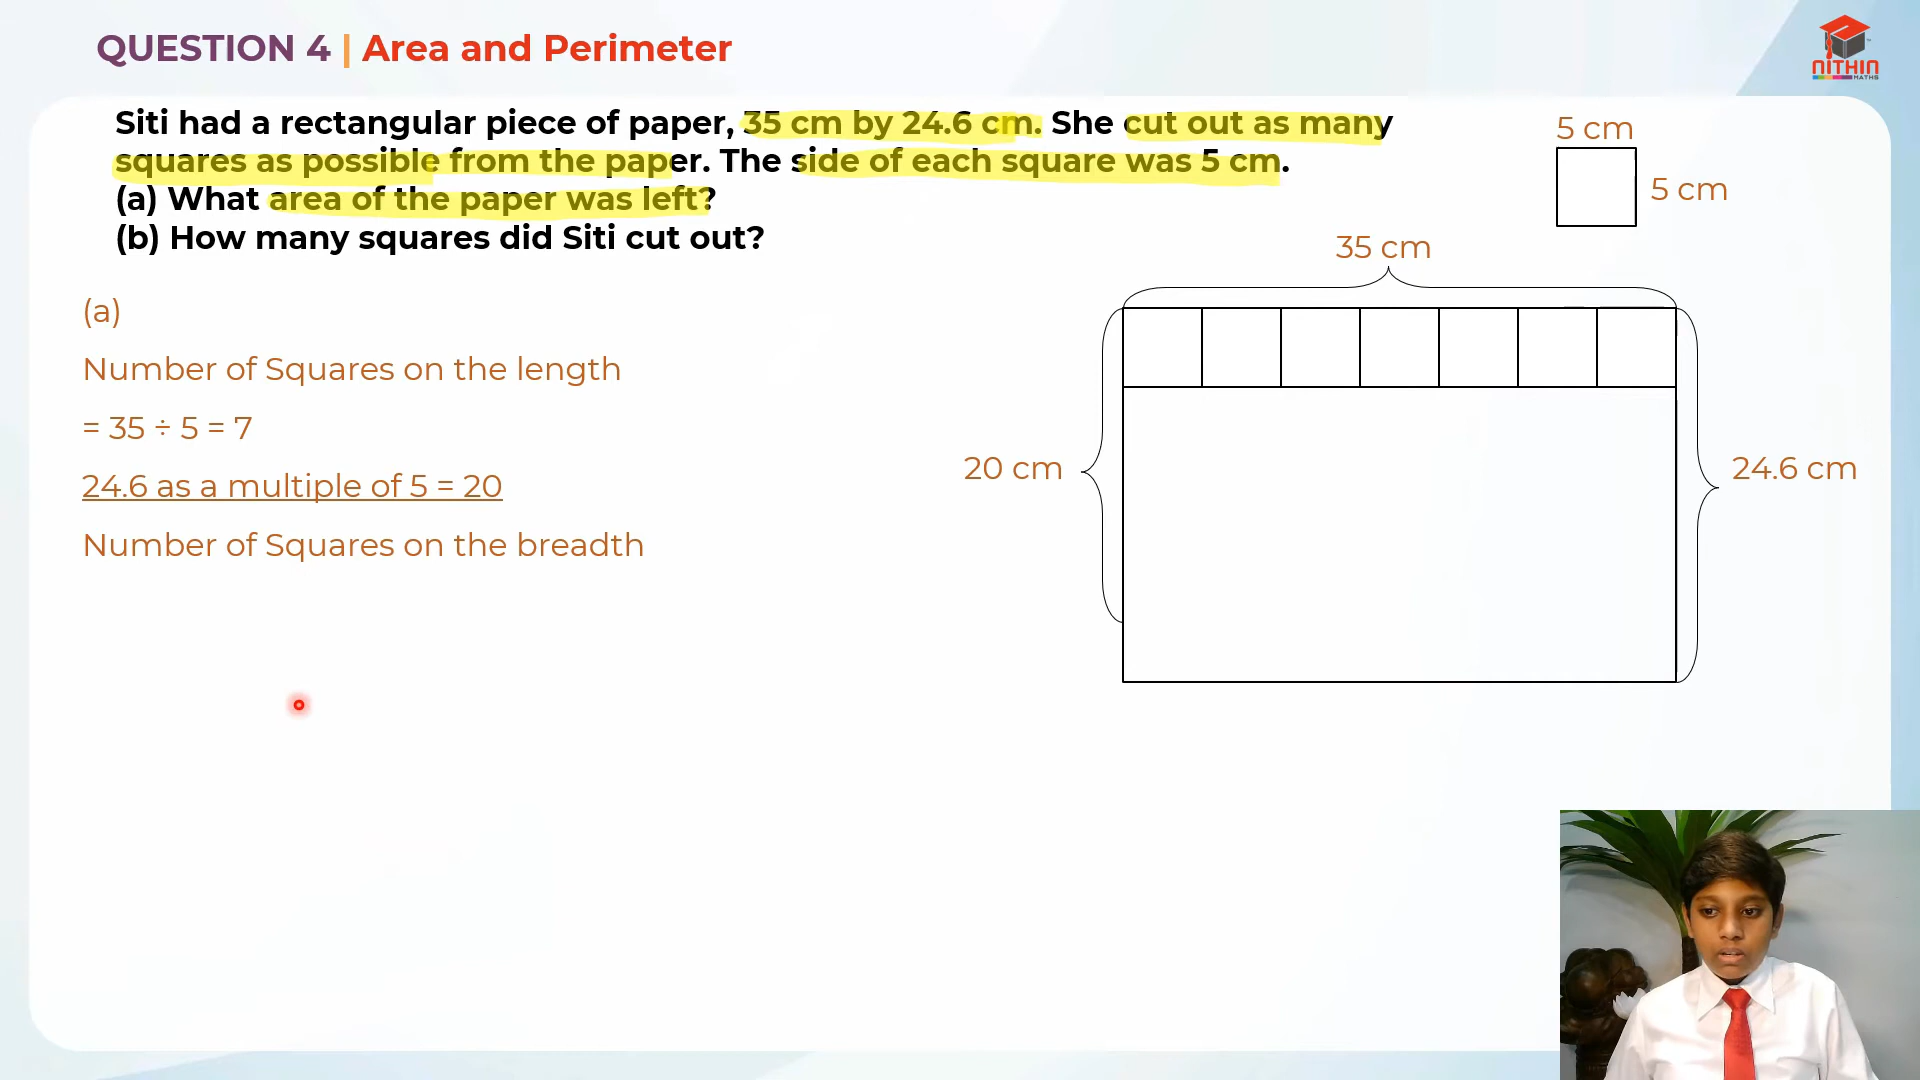 QUESTION 4 | Area and Perimeter
NITHIN
MATHS
Siti had a rectangular piece of paper, 35 cm by 24.6 cm. She cut out as many
squares as possible from the paper. The side of each square was 5 cm.
(a) What area of the paper was left?
(b) How many squares did Siti cut out?
5 cm
5 cm
35 cm
20 cm
24.6 cm
(a)
Number of Squares on the length
= 35 ÷ 5 = 7
24.6 as a multiple of 5 = 20
Number of Squares on the breadth